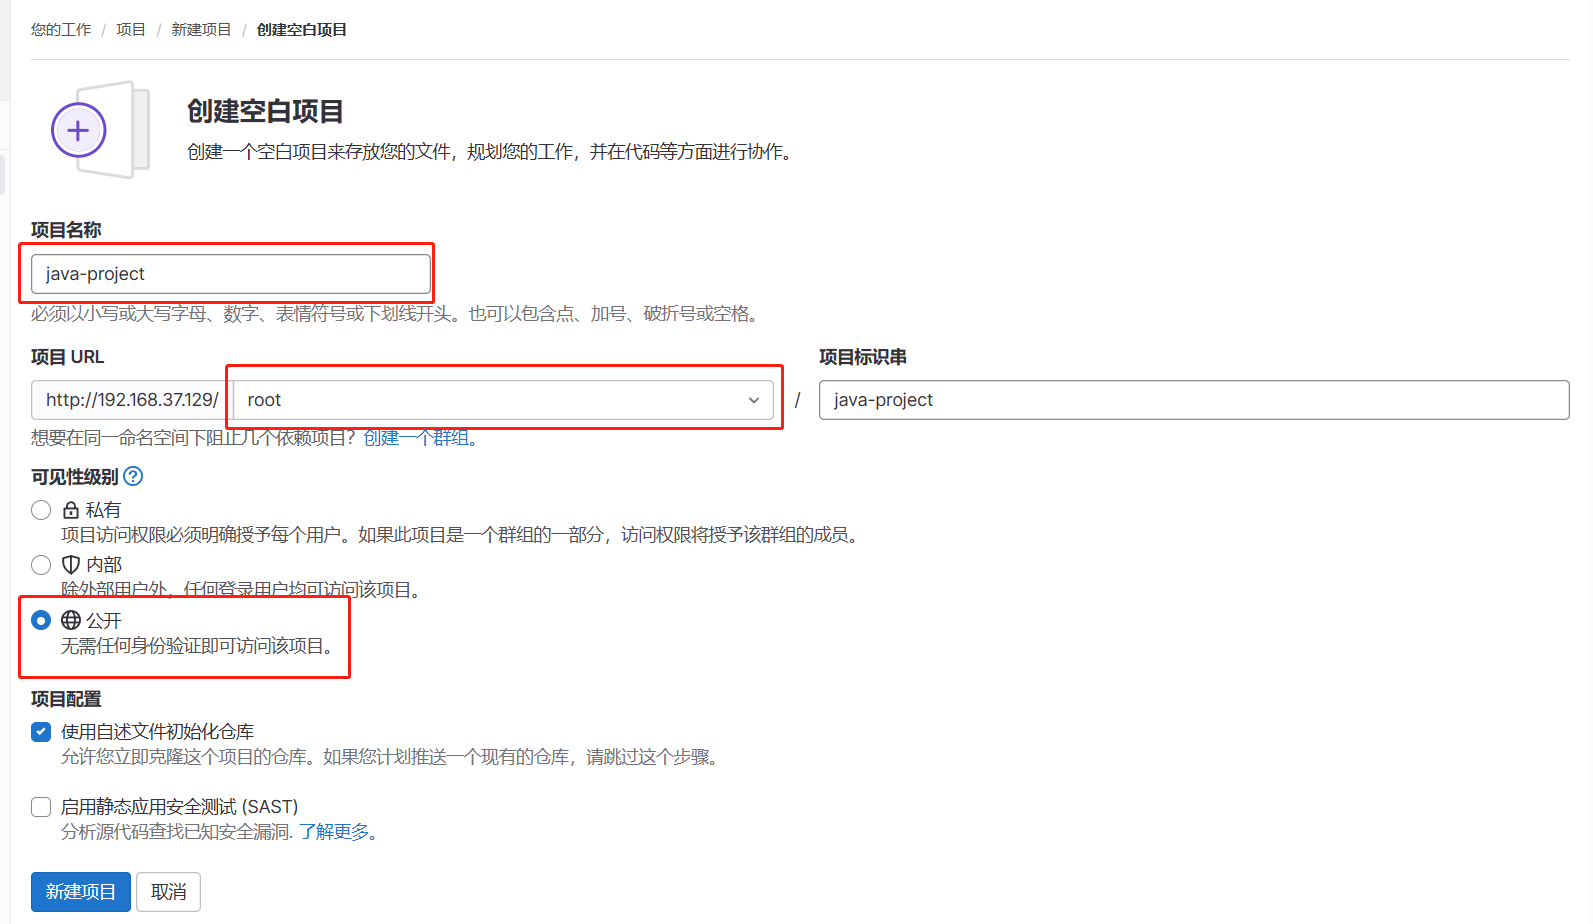 您的工作 / 项目 / 新建项目 / 创建空白项目
创建空白项目
创建一个空白项目来存放您的文件，规划您的工作，并在代码等方面进行协作。
项目名称
java-project
必须以小写或大写字母、数字、表情符号或下划线开头。也可以包含点、加号、破折号或空格。
项目 URL
项目标识串
http://192.168.37.129/ root / java-project
想要在同一命名空间下阻止几个依赖项目？创建一个群组。
可见性级别
私有
项目访问权限必须明确授予每个用户。如果此项目是一个群组的一部分，访问权限将授予该群组的成员。
内部
除外部用户外，任何登录用户均可访问该项目。
公开
无需任何身份验证即可访问该项目。
项目配置
使用自述文件初始化仓库
允许您立即克隆这个项目的仓库。如果您计划推送一个现有的仓库，请跳过这个步骤。
启用静态应用安全测试 (SAST)
分析源代码查找已知安全漏洞. 了解更多。
新建项目 取消